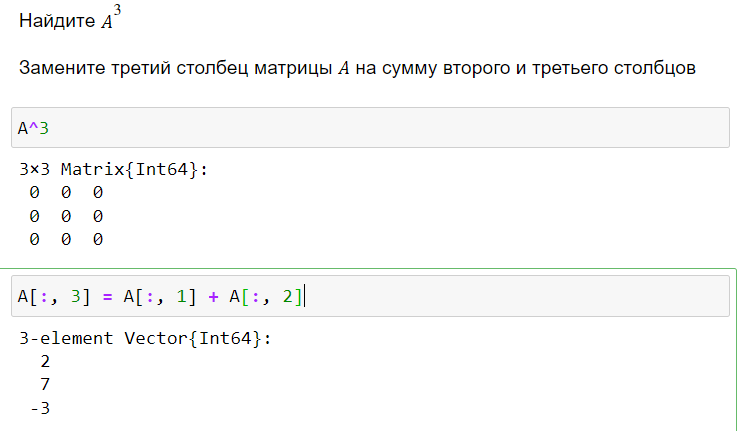 Найдите A³
Замените третий столбец матрицы A на сумму второго и третьего столбцов
A^3
3×3 Matrix{Int64}:
0 0 0
0 0 0
0 0 0
A[:, 3] = A[:, 1] + A[:, 2]
3-element Vector{Int64}:
2
7
-3